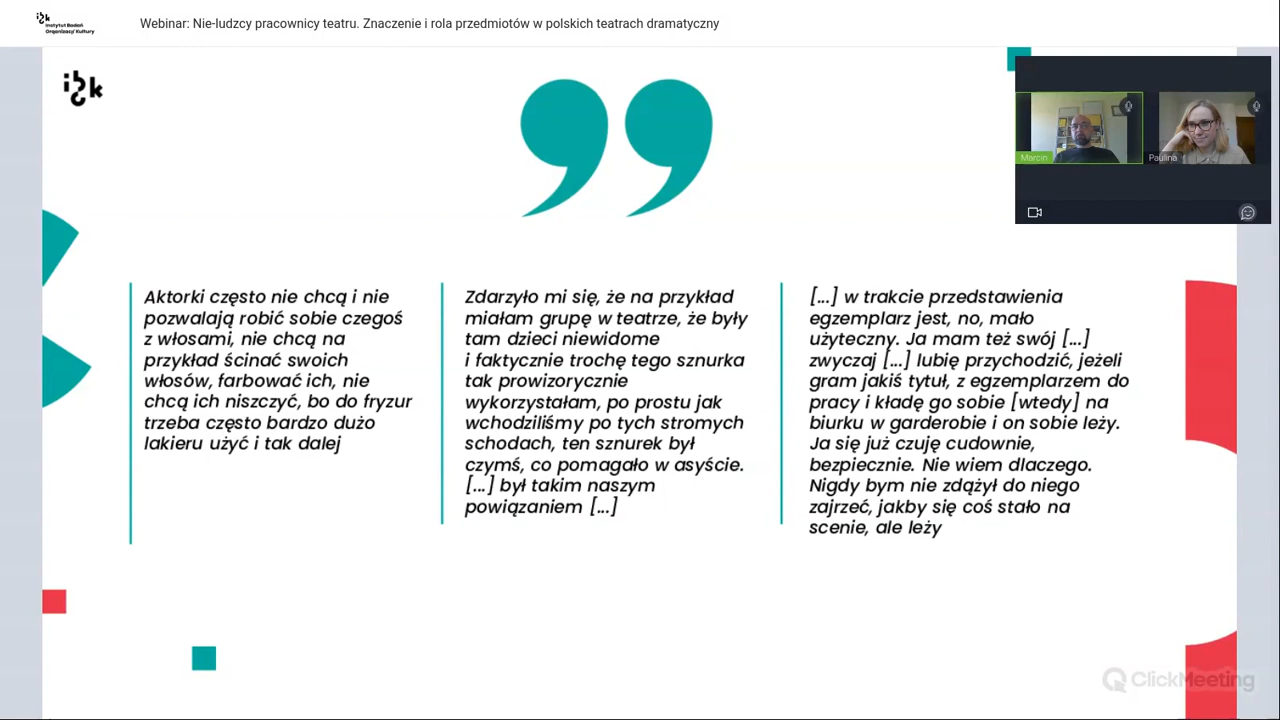 Instytut Badań
Organizacji Kultury
Webinar: Nie-ludzcy pracownicy teatru. Znaczenie i rola przedmiotów w polskich teatrach dramatyczny
Marcin
Paulina
Aktorki często nie chcą i nie
pozwalają robić sobie czegoś
z włosami, nie chcą na
przykład ścinać swoich
włosów, farbować ich, nie
chcą ich niszczyć, bo do fryzur
trzeba często bardzo dużo
lakieru użyć i tak dalej
Zdarzyło mi się, że na przykład
miałam grupę w teatrze, że były
tam dzieci niewidome
i faktycznie trochę tego sznurka
tak prowizorycznie
wykorzystałam, po prostu jak
wchodziliśmy po tych stromych
schodach, ten sznurek był
czymś, co pomagało w asyście.
[...] był takim naszym
powiązaniem [...]
[...] w trakcie przedstawienia
egzemplarz jest, no, mało
użyteczny. Ja mam też swój [...]
zwyczaj [...] lubię przychodzić, jeżeli
gram jakiś tytuł, z egzemplarzem do
pracy i kładę go sobie [wtedy] na
biurku w garderobie i on sobie leży.
Ja się już czuję cudownie,
bezpiecznie. Nie wiem dlaczego.
Nigdy bym nie zdążył do niego
zajrzeć, jakby się coś stało na
scenie, ale leży
ClickMeeting